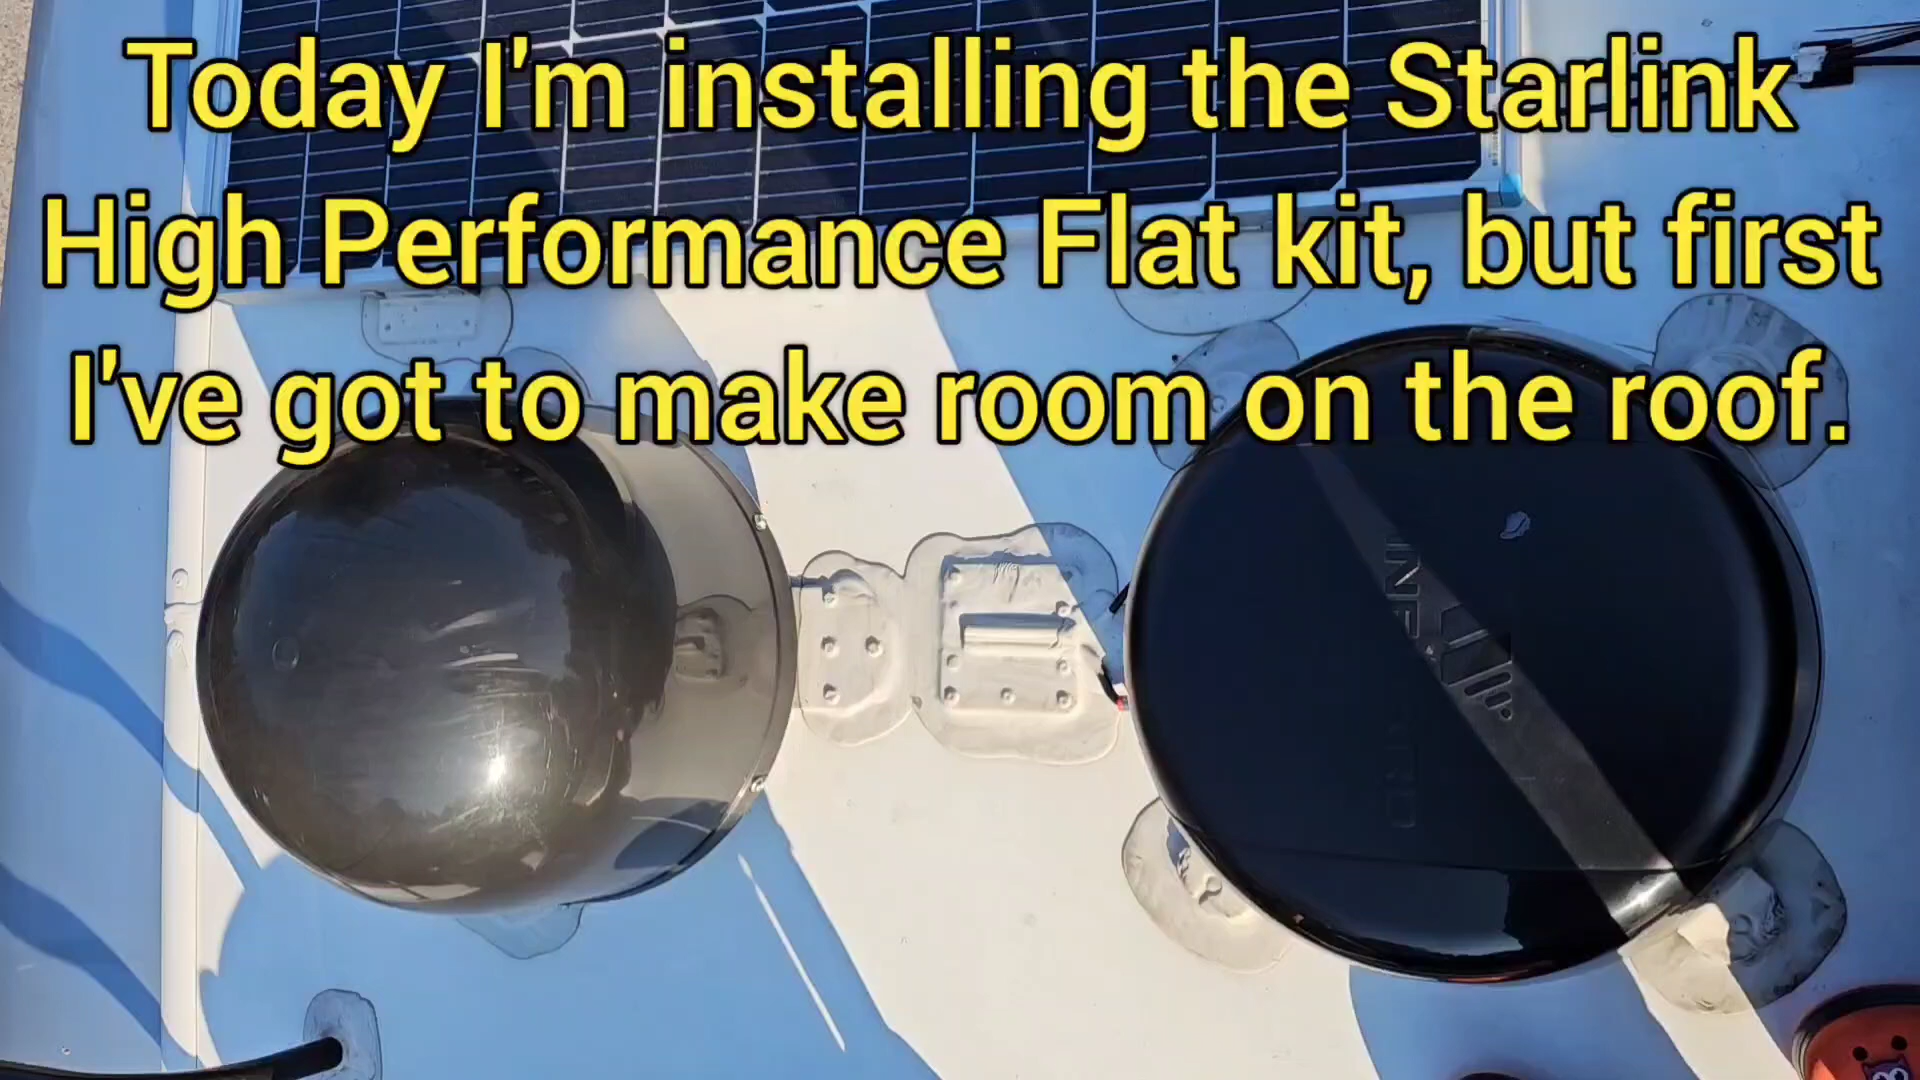 Today I'm installing the Starlink
High Performance Flat kit, but first
I've got to make room on the roof.